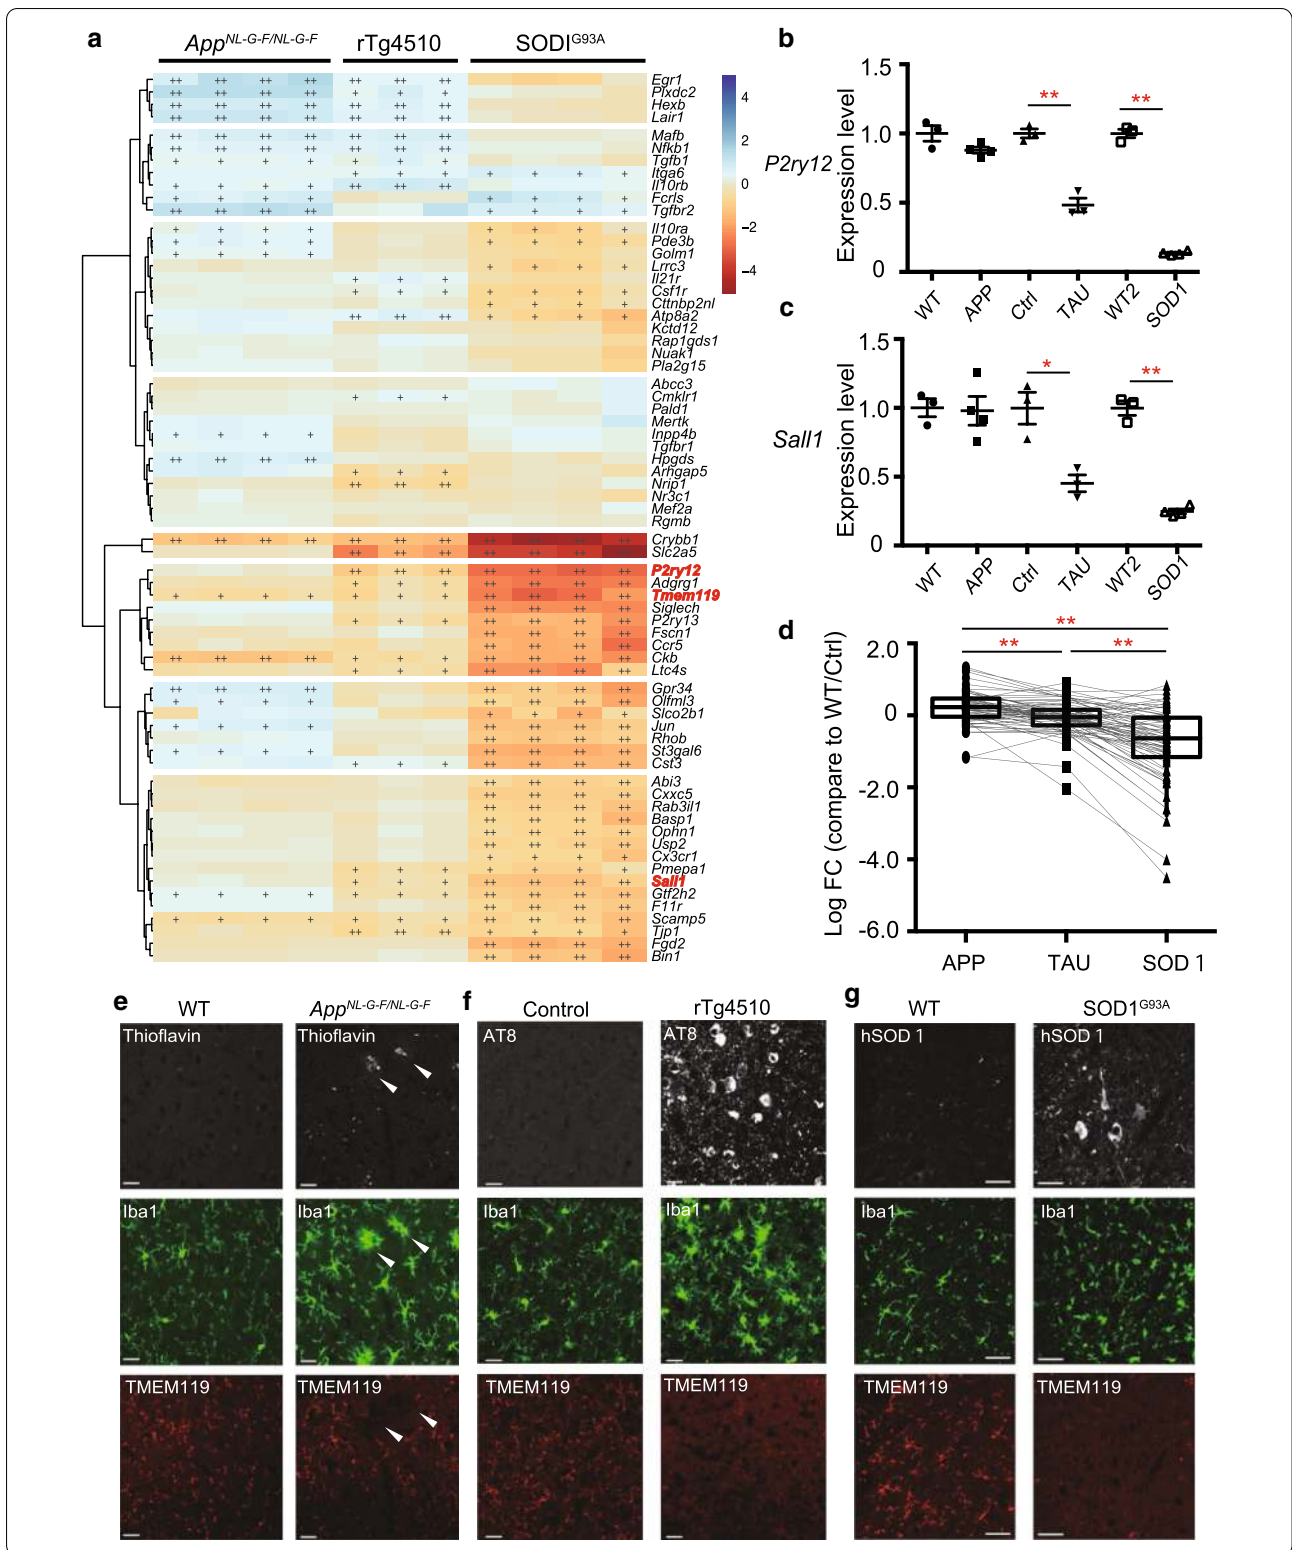 a
App^NL-G-F/NL-G-F rTg4510 SODI^G93A
Egr1
Plxdc2
Hexb
Lair1
Mafb
Nfkb1
Tgfb1
Itga6
Il10rb
Fcrls
Tgfbr2
Il10ra
Pde3b
Golm1
Lrrc3
Il21r
Csf1r
Cttnbp2nl
Atp8a2
Kctd12
Rap1gds1
Nuak1
Pla2g15
Abcc3
Cmklr1
Pald1
Mertk
Inpp4b
Tgfbr1
Hpgds
Arhgap5
Nrip1
Nr3c1
Mef2a
Rgmb
Crybb1
Slc2a5
P2ry12
Adgrg1
Tmem119
Siglech
P2ry13
Fscn1
Ccr5
Ckb
Ltc4s
Gpr34
Olfml3
Slco2b1
Jun
Rhob
St3gal6
Cst3
Abi3
Cxxc5
Rab3il1
Basp1
Ophn1
Usp2
Cx3cr1
Pmepa1
Sall1
Gtf2h2
F11r
Scamp5
Tjp1
Fgd2
Bin1
4
2
0
−2
−4
b
P2ry12
Expression level
1.5
1.0
0.5
0
** **
WT APP Ctrl TAU WT2 SOD1
c
Sall1
Expression level
1.5
1.0
0.5
0
* **
WT APP Ctrl TAU WT2 SOD1
d
Log FC (compare to WT/Ctrl)
2.0
0
-2.0
-4.0
-6.0
**
** **
APP TAU SOD 1
e
WT App^NL-G-F/NL-G-F
Thioflavin Thioflavin
Iba1 Iba1
TMEM119 TMEM119
f
Control rTg4510
AT8 AT8
Iba1 Iba1
TMEM119 TMEM119
g
WT SOD1^G93A
hSOD 1 hSOD 1
Iba1 Iba1
TMEM119 TMEM119